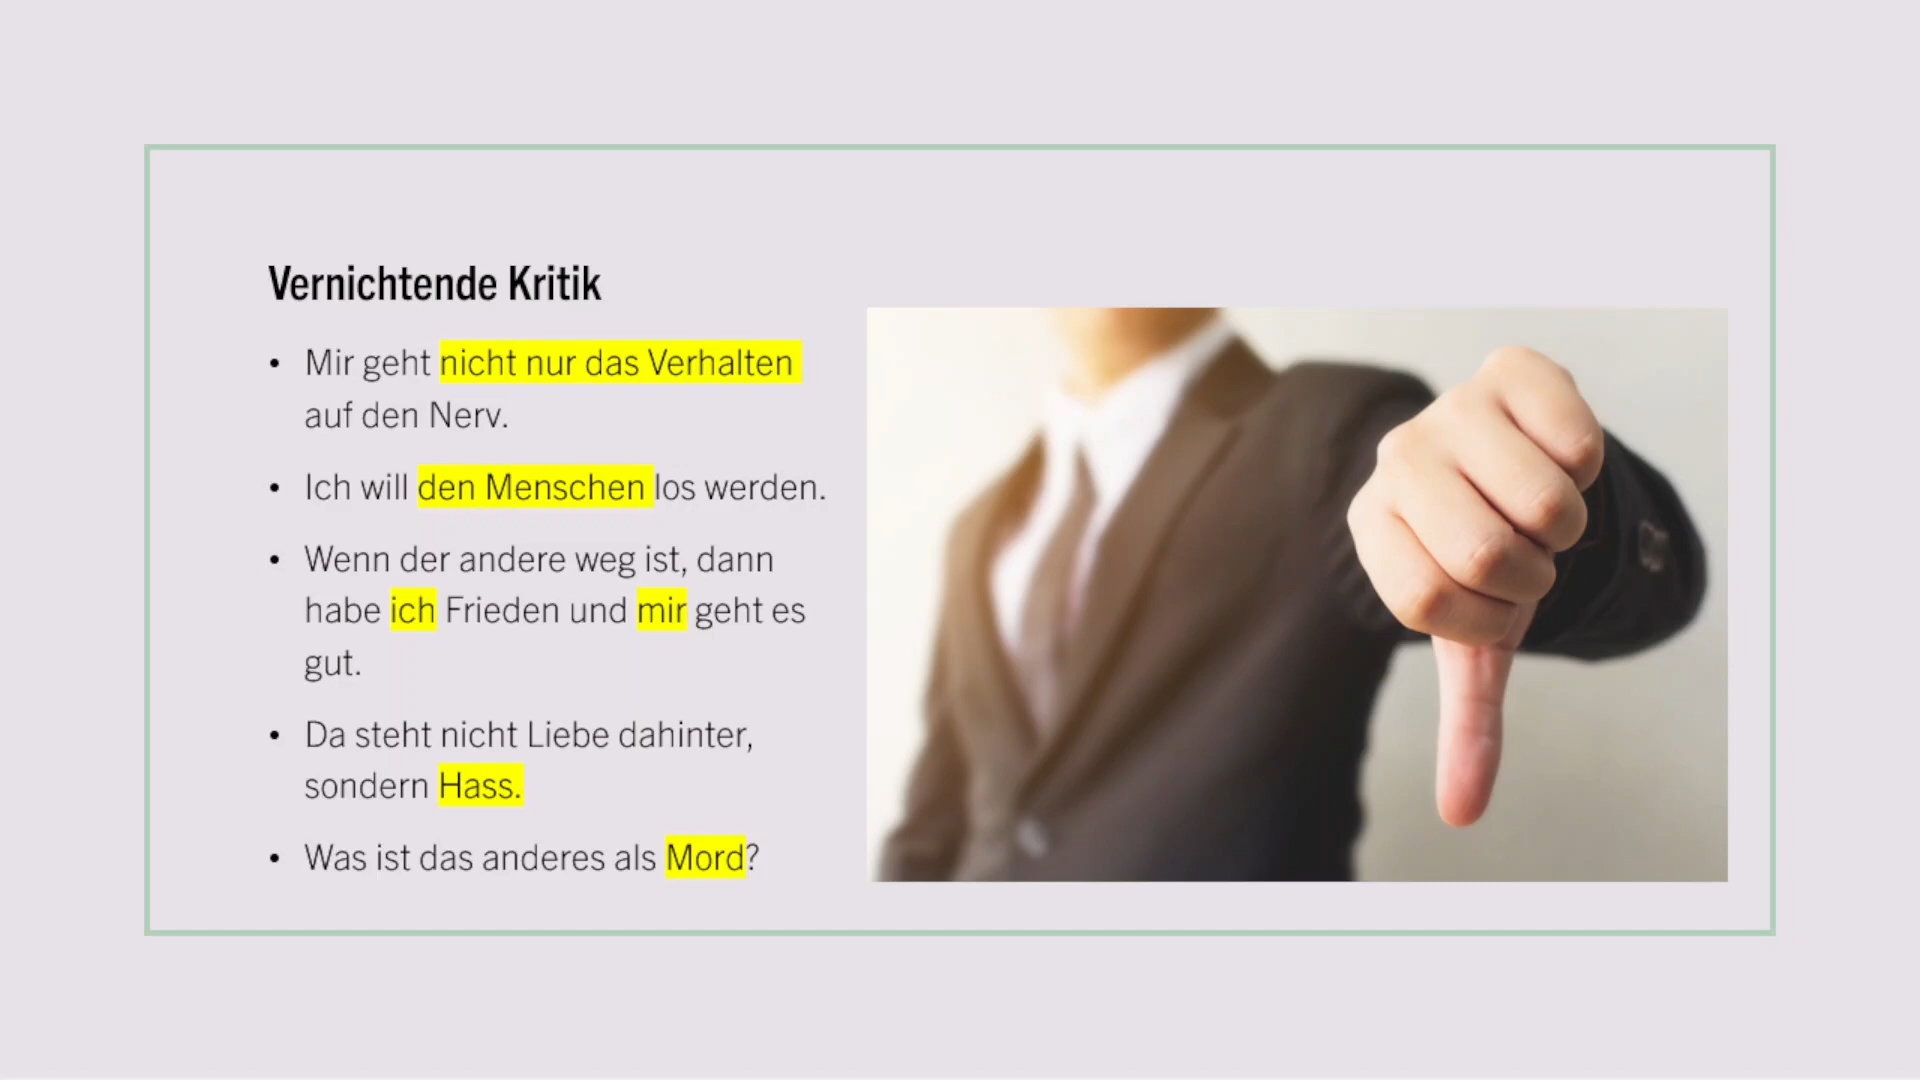 Vernichtende Kritik
• Mir geht nicht nur das Verhalten
auf den Nerv.
• Ich will den Menschen los werden.
• Wenn der andere weg ist, dann
habe ich Frieden und mir geht es
gut.
• Da steht nicht Liebe dahinter,
sondern Hass.
• Was ist das anderes als Mord?